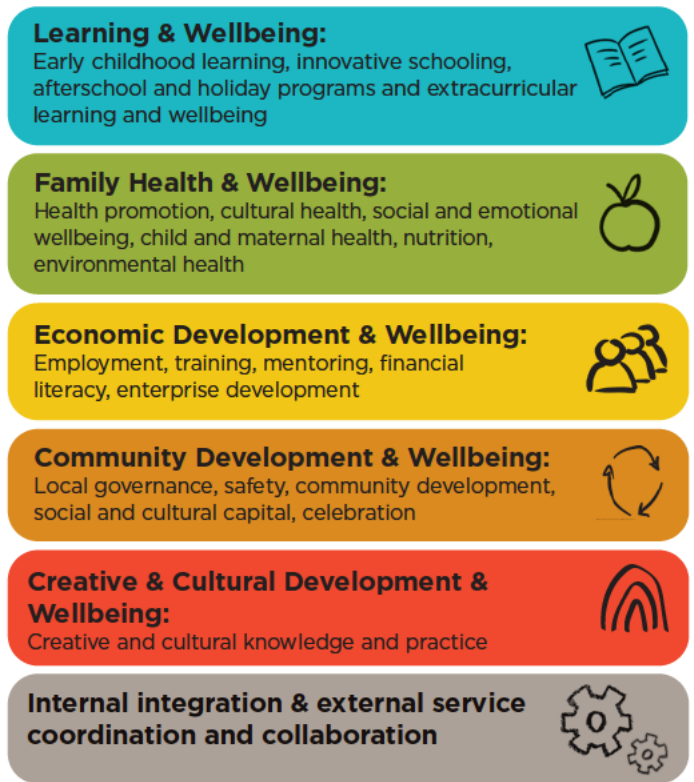 Learning & Wellbeing:
Early childhood learning, innovative schooling,
afterschool and holiday programs and extracurricular
learning and wellbeing
Family Health & Wellbeing:
Health promotion, cultural health, social and emotional
wellbeing, child and maternal health, nutrition,
environmental health
Economic Development & Wellbeing:
Employment, training, mentoring, financial
literacy, enterprise development
Community Development & Wellbeing:
Local governance, safety, community development,
social and cultural capital, celebration
Creative & Cultural Development &
Wellbeing:
Creative and cultural knowledge and practice
Internal integration & external service
coordination and collaboration